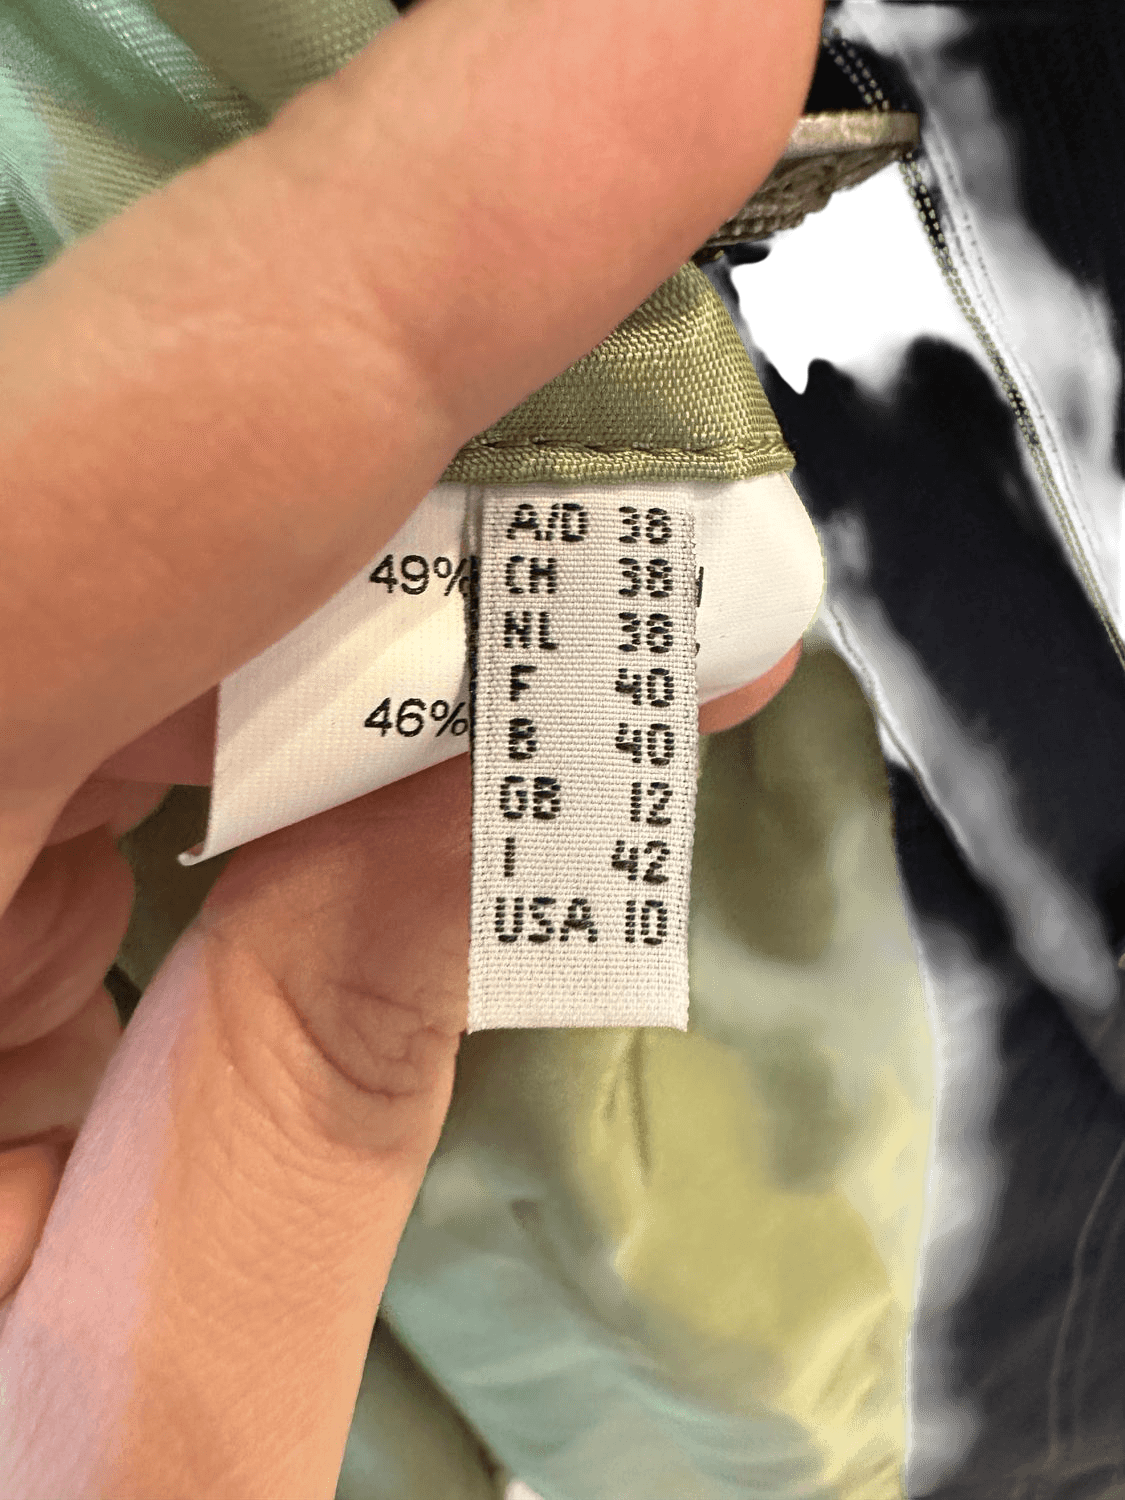 A/D 38
49% CH 38
NL 38
F 40
46% B 40
GB 12
I 42
USA 10